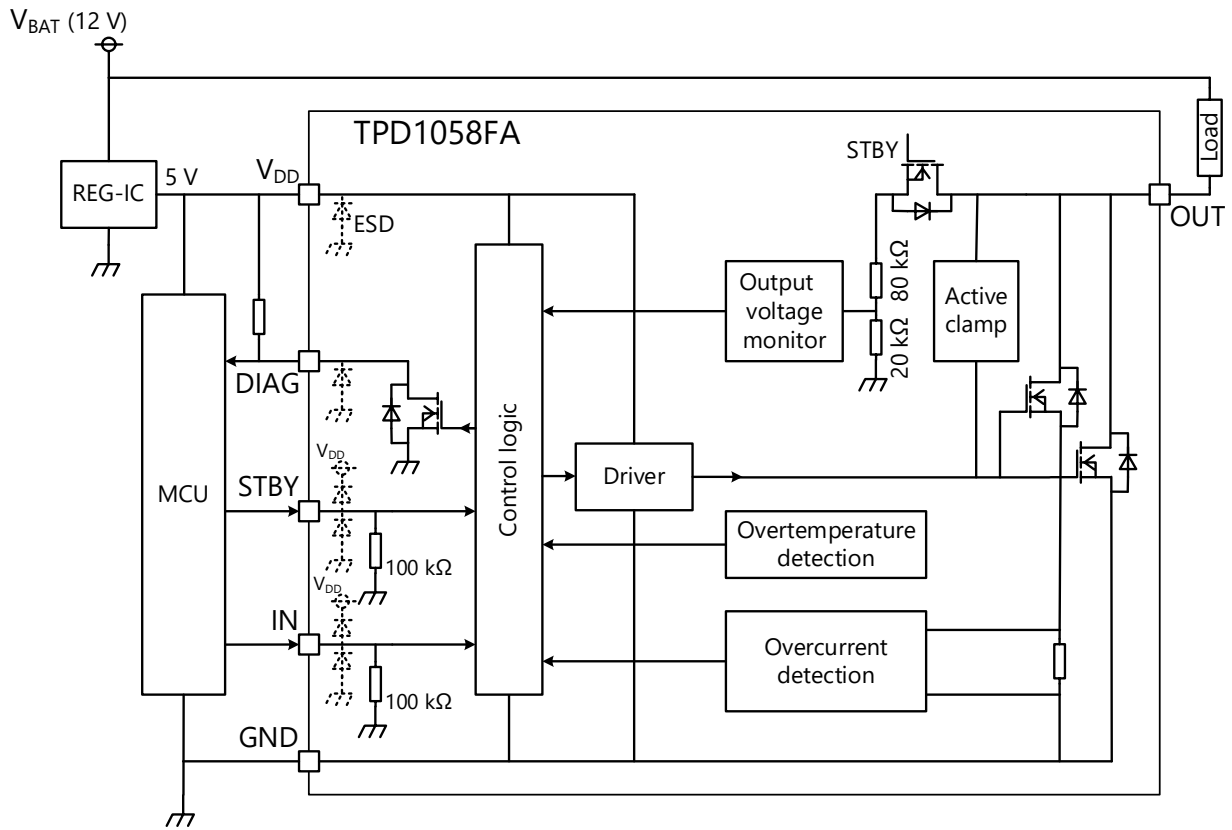 VBAT (12 V)
TPD1058FA
STBY
Load
REG-IC
5 V
VDD
ESD
OUT
80 kΩ
20 kΩ
Output
voltage
monitor
Active
clamp
DIAG
Control logic
VDD
STBY
MCU
Driver
100 kΩ
Overtemperature
detection
VDD
IN
Overcurrent
detection
100 kΩ
GND